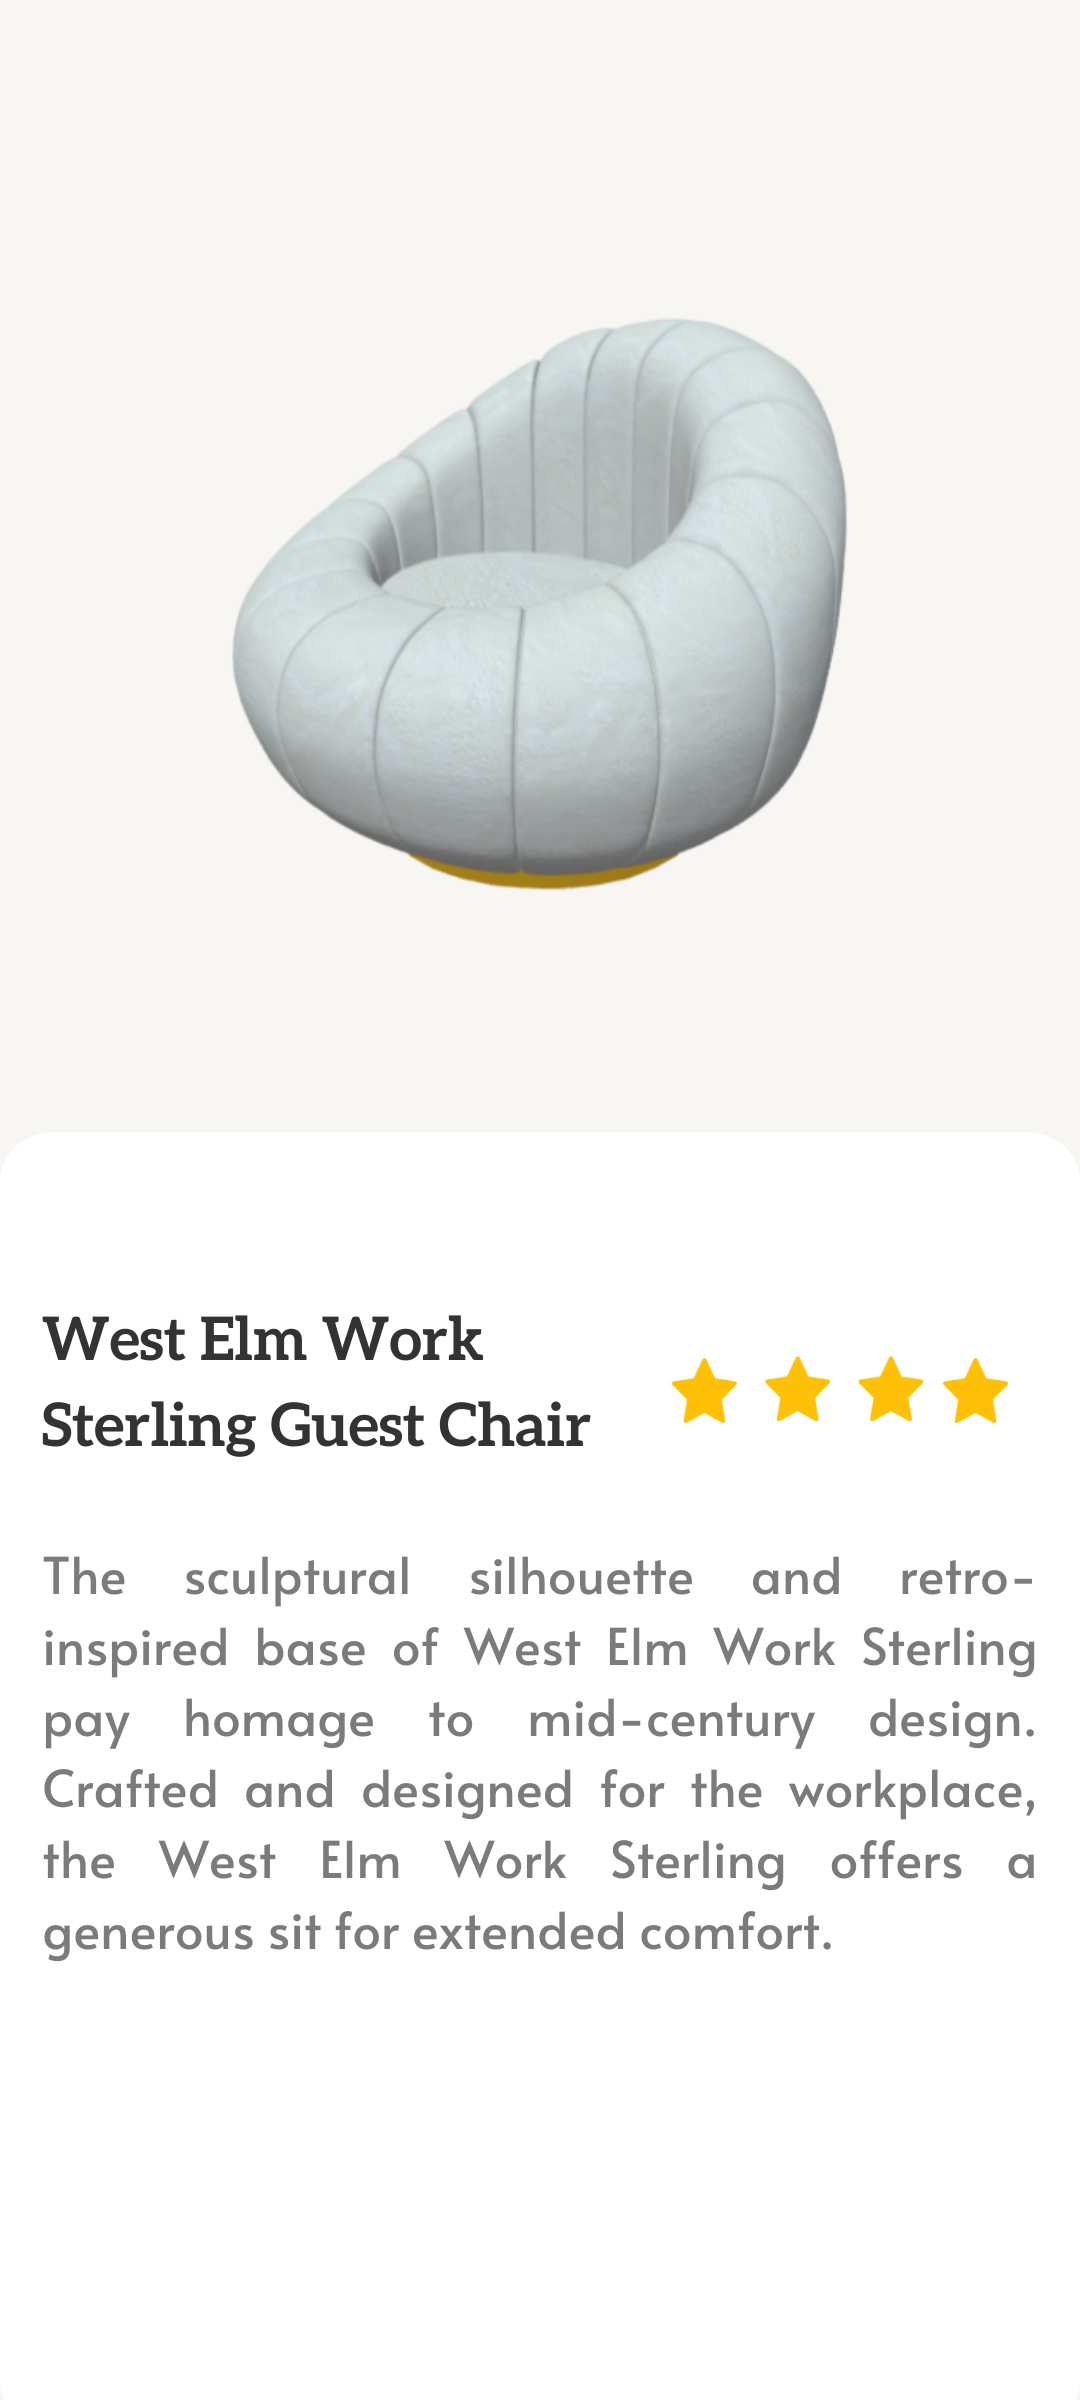 West Elm Work
Sterling Guest Chair
The sculptural silhouette and retro-
inspired base of West Elm Work Sterling
pay homage to mid-century design.
Crafted and designed for the workplace,
the West Elm Work Sterling offers a
generous sit for extended comfort.